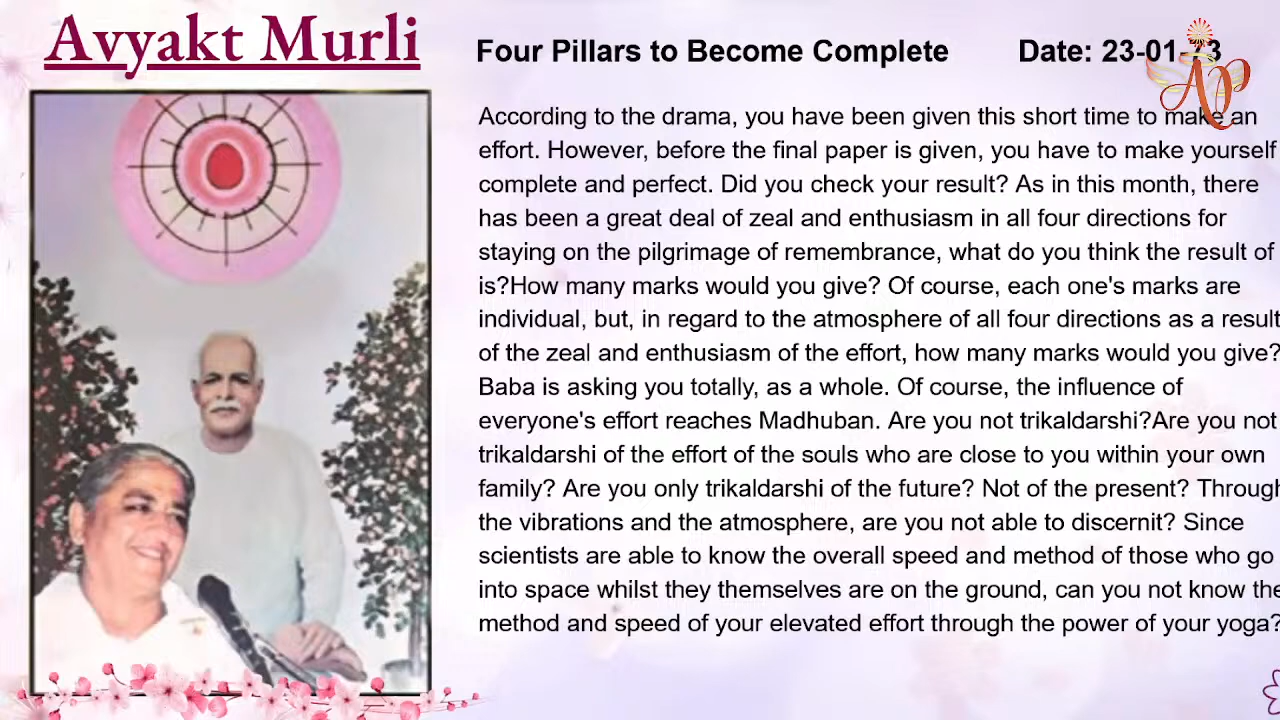 Avyakt Murli
Four Pillars to Become Complete Date: 23-01-73
According to the drama, you have been given this short time to make an
effort. However, before the final paper is given, you have to make yourself
complete and perfect. Did you check your result? As in this month, there
has been a great deal of zeal and enthusiasm in all four directions for
staying on the pilgrimage of remembrance, what do you think the result of
is?How many marks would you give? Of course, each one's marks are
individual, but, in regard to the atmosphere of all four directions as a result
of the zeal and enthusiasm of the effort, how many marks would you give?
Baba is asking you totally, as a whole. Of course, the influence of
everyone's effort reaches Madhuban. Are you not trikaldarshi?Are you not
trikaldarshi of the effort of the souls who are close to you within your own
family? Are you only trikaldarshi of the future? Not of the present? Through
the vibrations and the atmosphere, are you not able to discernit? Since
scientists are able to know the overall speed and method of those who go
into space whilst they themselves are on the ground, can you not know the
method and speed of your elevated effort through the power of your yoga?